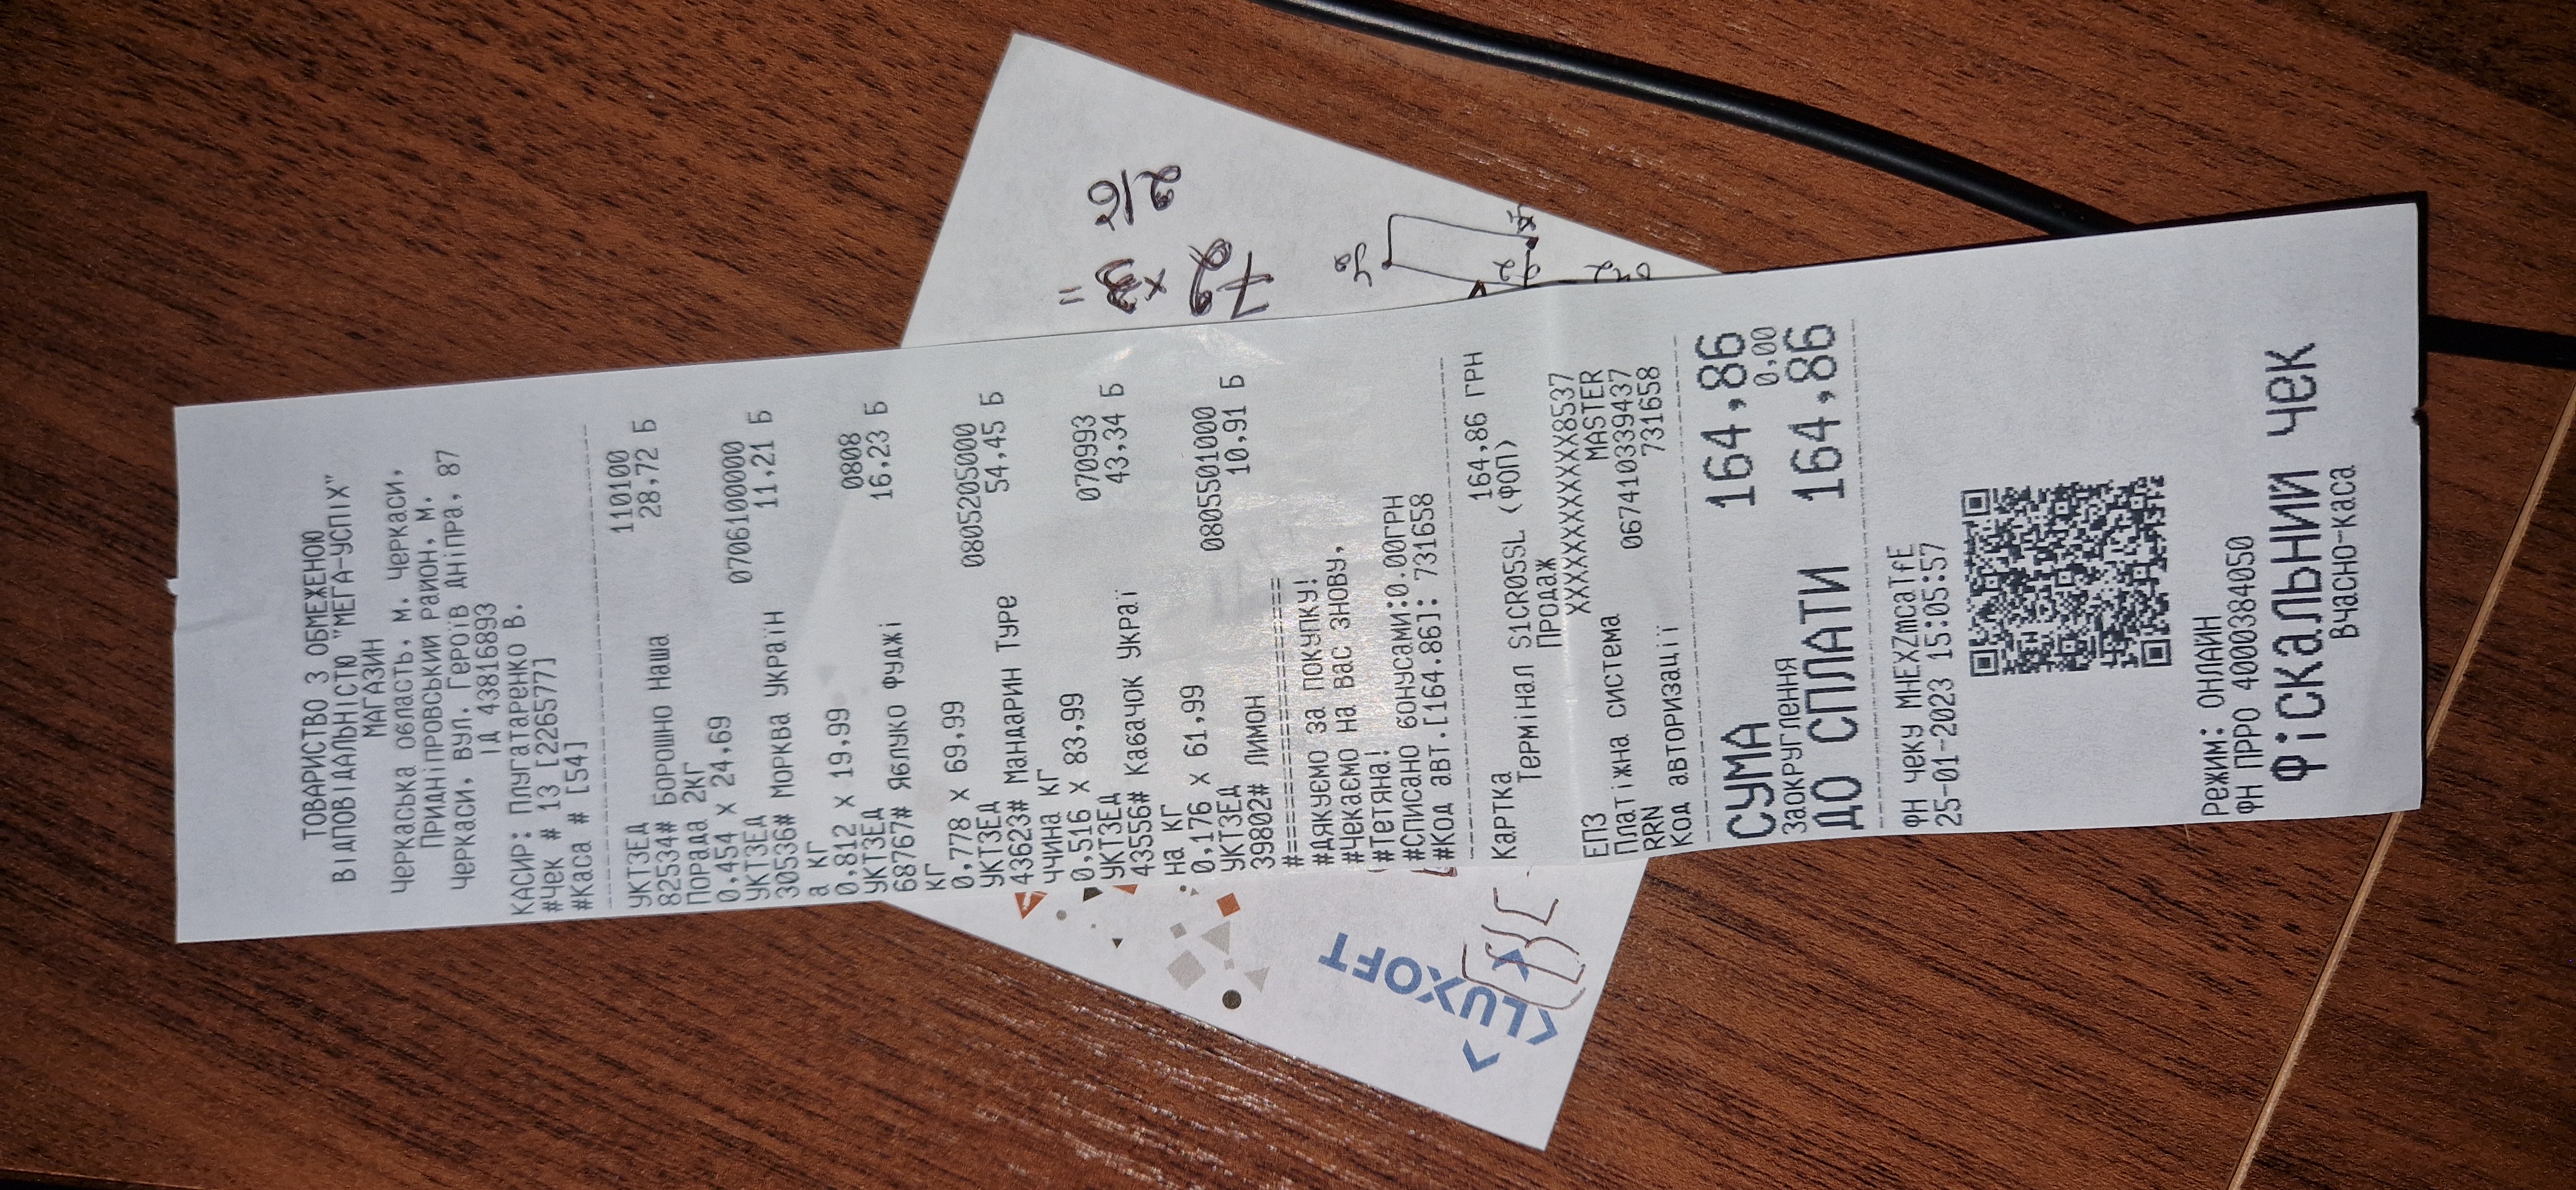 ТОВАРИСТВО З ОБМЕЖЕНОЮ
ВІДПОВІДАЛЬНІСТЮ "МЕГА-УСПІХ"
МАГАЗИН
ЧЕРКАСЬКА ОБЛАСТЬ, м. ЧЕРКАСИ,
ПРИДНІПРОВСЬКИЙ РАЙОН, м.
ЧЕРКАСИ, ВУЛ. ГЕРОЇВ ДНІПРА, 87
ІД 43816893
КАСИР: Плугатаренко В.
#Чек # 13 [226577]
#Каса # [54]
УКТЗЕД 110100
82534# Борошно Наша 28,72 Б
Порада 2КГ
0,454 X 24,69
УКТЗЕД 0706100000
30536# Морква Україн 11,21 Б
а КГ
0,812 X 19,99
УКТЗЕД 0808
68767# Яблуко Фуджі 16,23 Б
КГ
0,778 X 69,99
УКТЗЕД 0805205000
43623# Мандарин Туре 54,45 Б
ччина КГ
0,516 X 83,99
УКТЗЕД 070993
43556# Кабачок Украї 43,34 Б
на КГ
0,176 X 61,99
УКТЗЕД 0805501000
39802# Лимон 10,91 Б
#==========================
#ДЯКУЄМО ЗА ПОКУПКУ!
#ЧЕКАЄМО НА ВАС ЗНОВУ,
#ТЕТЯНА!
#Списано бонусами:0.00ГРН
#Код авт.[164.86]: 731658
Картка 164,86 ГРН
Термінал S1CR05SL (ФОП)
Продаж
ЕПЗ XXXXXXXXXXXXXXX8537
Платіжна система MASTER
RRN 067410339437
Код авторизації 731658
СУМА 164,86
Заокруглення 0,00
ДО СПЛАТИ 164,86
ФН чеку MHEXZmcaTfE
25-01-2023 15:05:57
Режим: ОНЛАЙН
ФН ПРРО 4000384050
Фіскальний чек
Вчасно-каса
LUXOFT
72
x 3
=